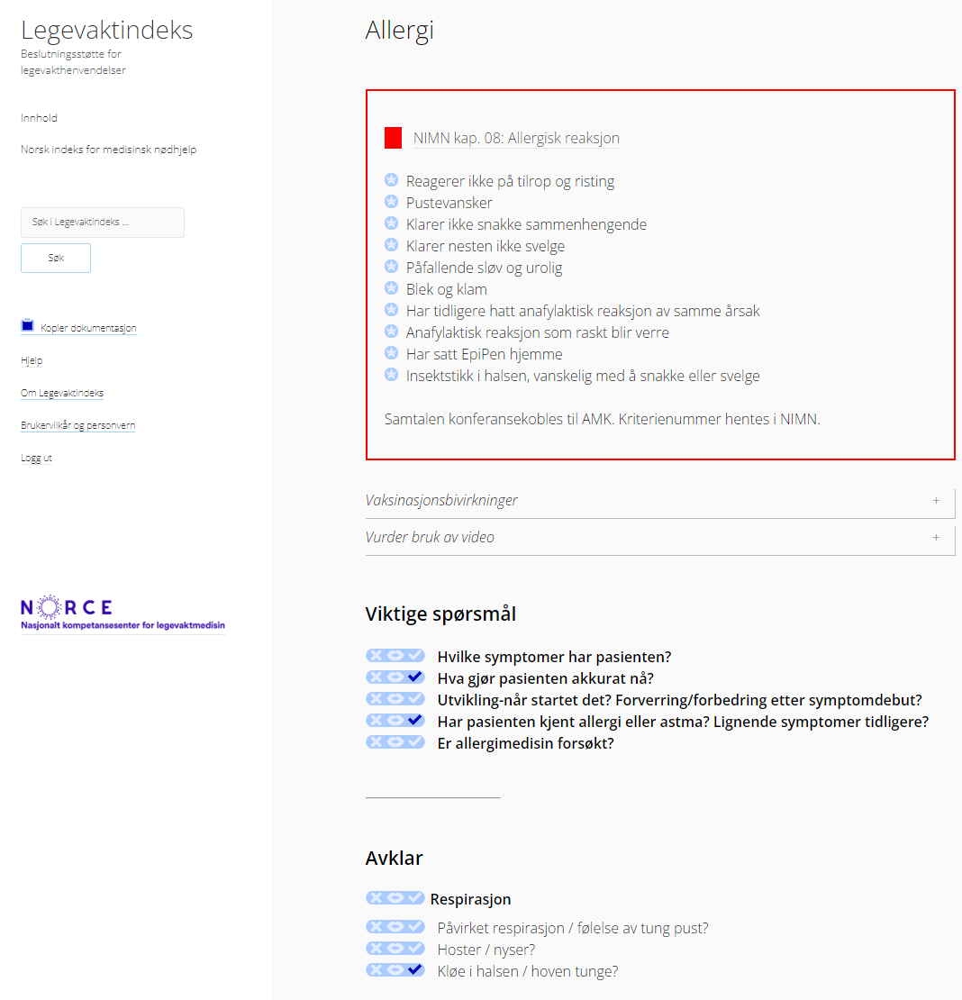 Legevaktindeks
Beslutningsstøtte for
legevakthenvendelser
Innhold
Norsk indeks for medisinsk nødhjelp
Søk i Legevaktindeks ...
Søk
Kopier dokumentasjon
Hjelp
Om Legevaktindeks
Brukervilkår og personvern
Logg ut
NORCE
Nasjonalt kompetansesenter for legevaktmedisin
Allergi
NIMN kap. 08: Allergisk reaksjon
Reagerer ikke på tilrop og risting
Pustevansker
Klarer ikke snakke sammenhengende
Klarer nesten ikke svelge
Påfallende sløv og urolig
Blek og klam
Har tidligere hatt anafylaktisk reaksjon av samme årsak
Anafylaktisk reaksjon som raskt blir verre
Har satt EpiPen hjemme
Insektstikk i halsen, vanskelig med å snakke eller svelge
Samtalen konferansekobles til AMK. Kriterienummer hentes i NIMN.
Vaksinasjonsbivirkninger +
Vurder bruk av video +
Viktige spørsmål
Hvilke symptomer har pasienten?
Hva gjør pasienten akkurat nå?
Utvikling-når startet det? Forverring/forbedring etter symptomdebut?
Har pasienten kjent allergi eller astma? Lignende symptomer tidligere?
Er allergimedisin forsøkt?
Avklar
Respirasjon
Påvirket respirasjon / følelse av tung pust?
Hoster / nyser?
Kløe i halsen / hoven tunge?